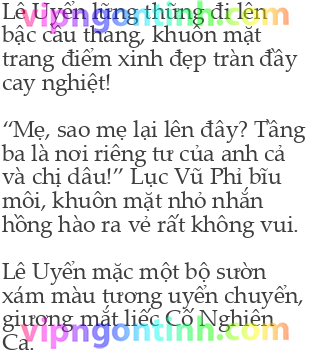 Lê Uyển lững thững đi lên
vipngontinh.com
bậc cầu thang, khuôn mặt
trang điểm xinh đẹp tràn đầy
cay nghiệt!
“Mẹ, sao mẹ lại lên đây? Tầng
ba là nơi riêng tư của anh cả
và chị dâu!” Lục Vũ Phi bĩu
môi, khuôn mặt nhỏ nhắn
hồng hào ra vẻ rất không vui.
Lê Uyển mặc một bộ sườn
xám màu tương uyển chuyển,
giương mắt liếc Cố Nghiên
vipngontinh.com
Ca.